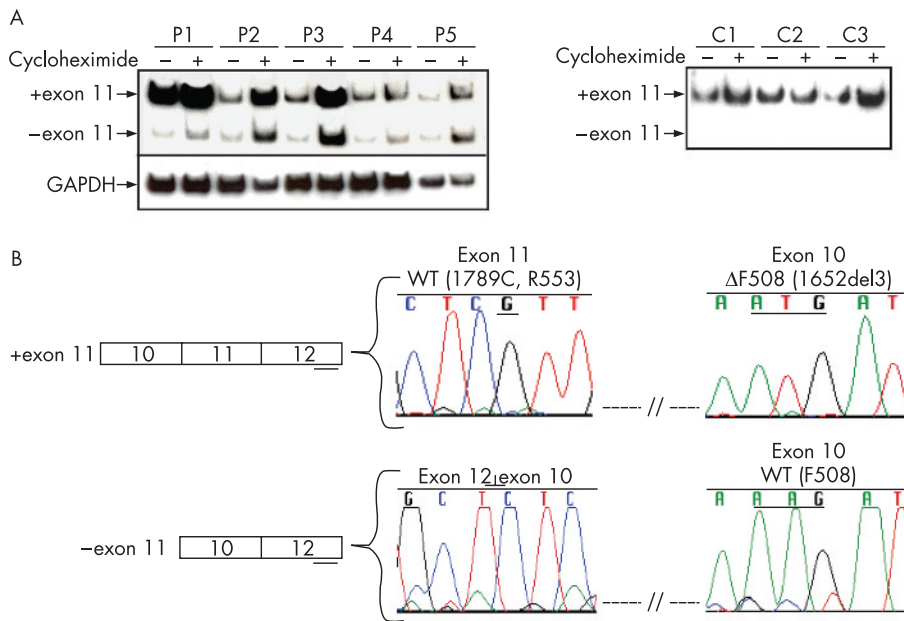 A
P1 P2 P3 P4 P5
Cycloheximide – + – + – + – + – +
+exon 11
–exon 11
GAPDH
C1 C2 C3
Cycloheximide – + – + – +
+exon 11
–exon 11
B
Exon 11
WT (1789C, R553)
C T C G T T
Exon 10
ΔF508 (1652del3)
A A T G A T
+exon 11 10 11 12
---- // ----
Exon 12 exon 10
G C T C T C
Exon 10
WT (F508)
A A A G A T
–exon 11 10 12
---- // ----